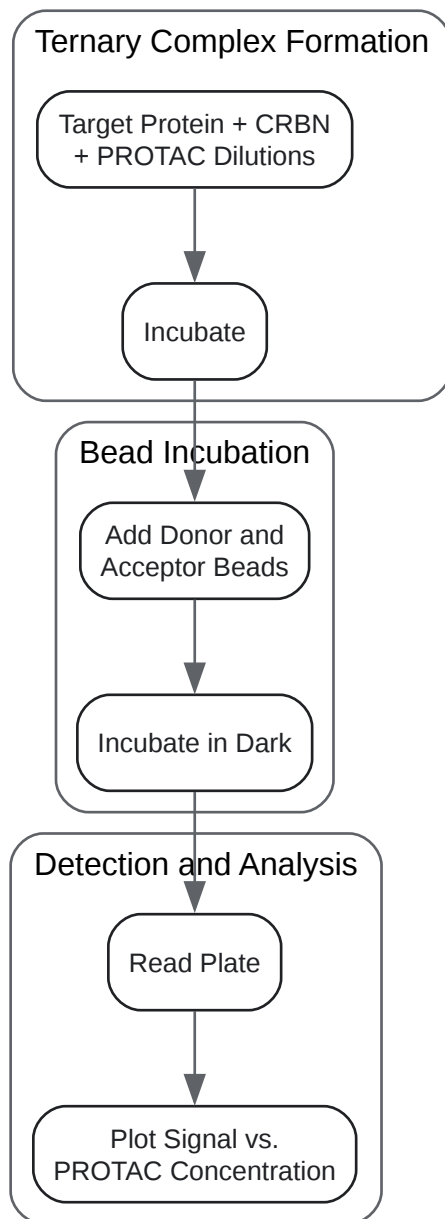 Ternary Complex Formation
Target Protein + CRBN
+ PROTAC Dilutions
Incubate
Bead Incubation
Add Donor and
Acceptor Beads
Incubate in Dark
Detection and Analysis
Read Plate
Plot Signal vs.
PROTAC Concentration